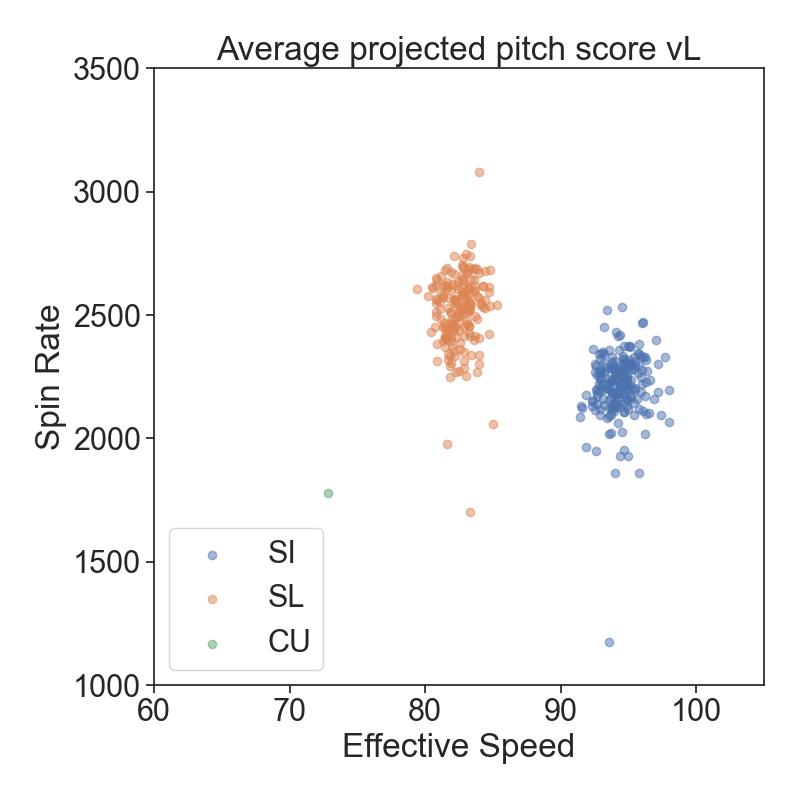 Average projected pitch score vL
3500
3000
2500
2000
1500
1000
Spin Rate
SI
SL
CU
60 70 80 90 100
Effective Speed